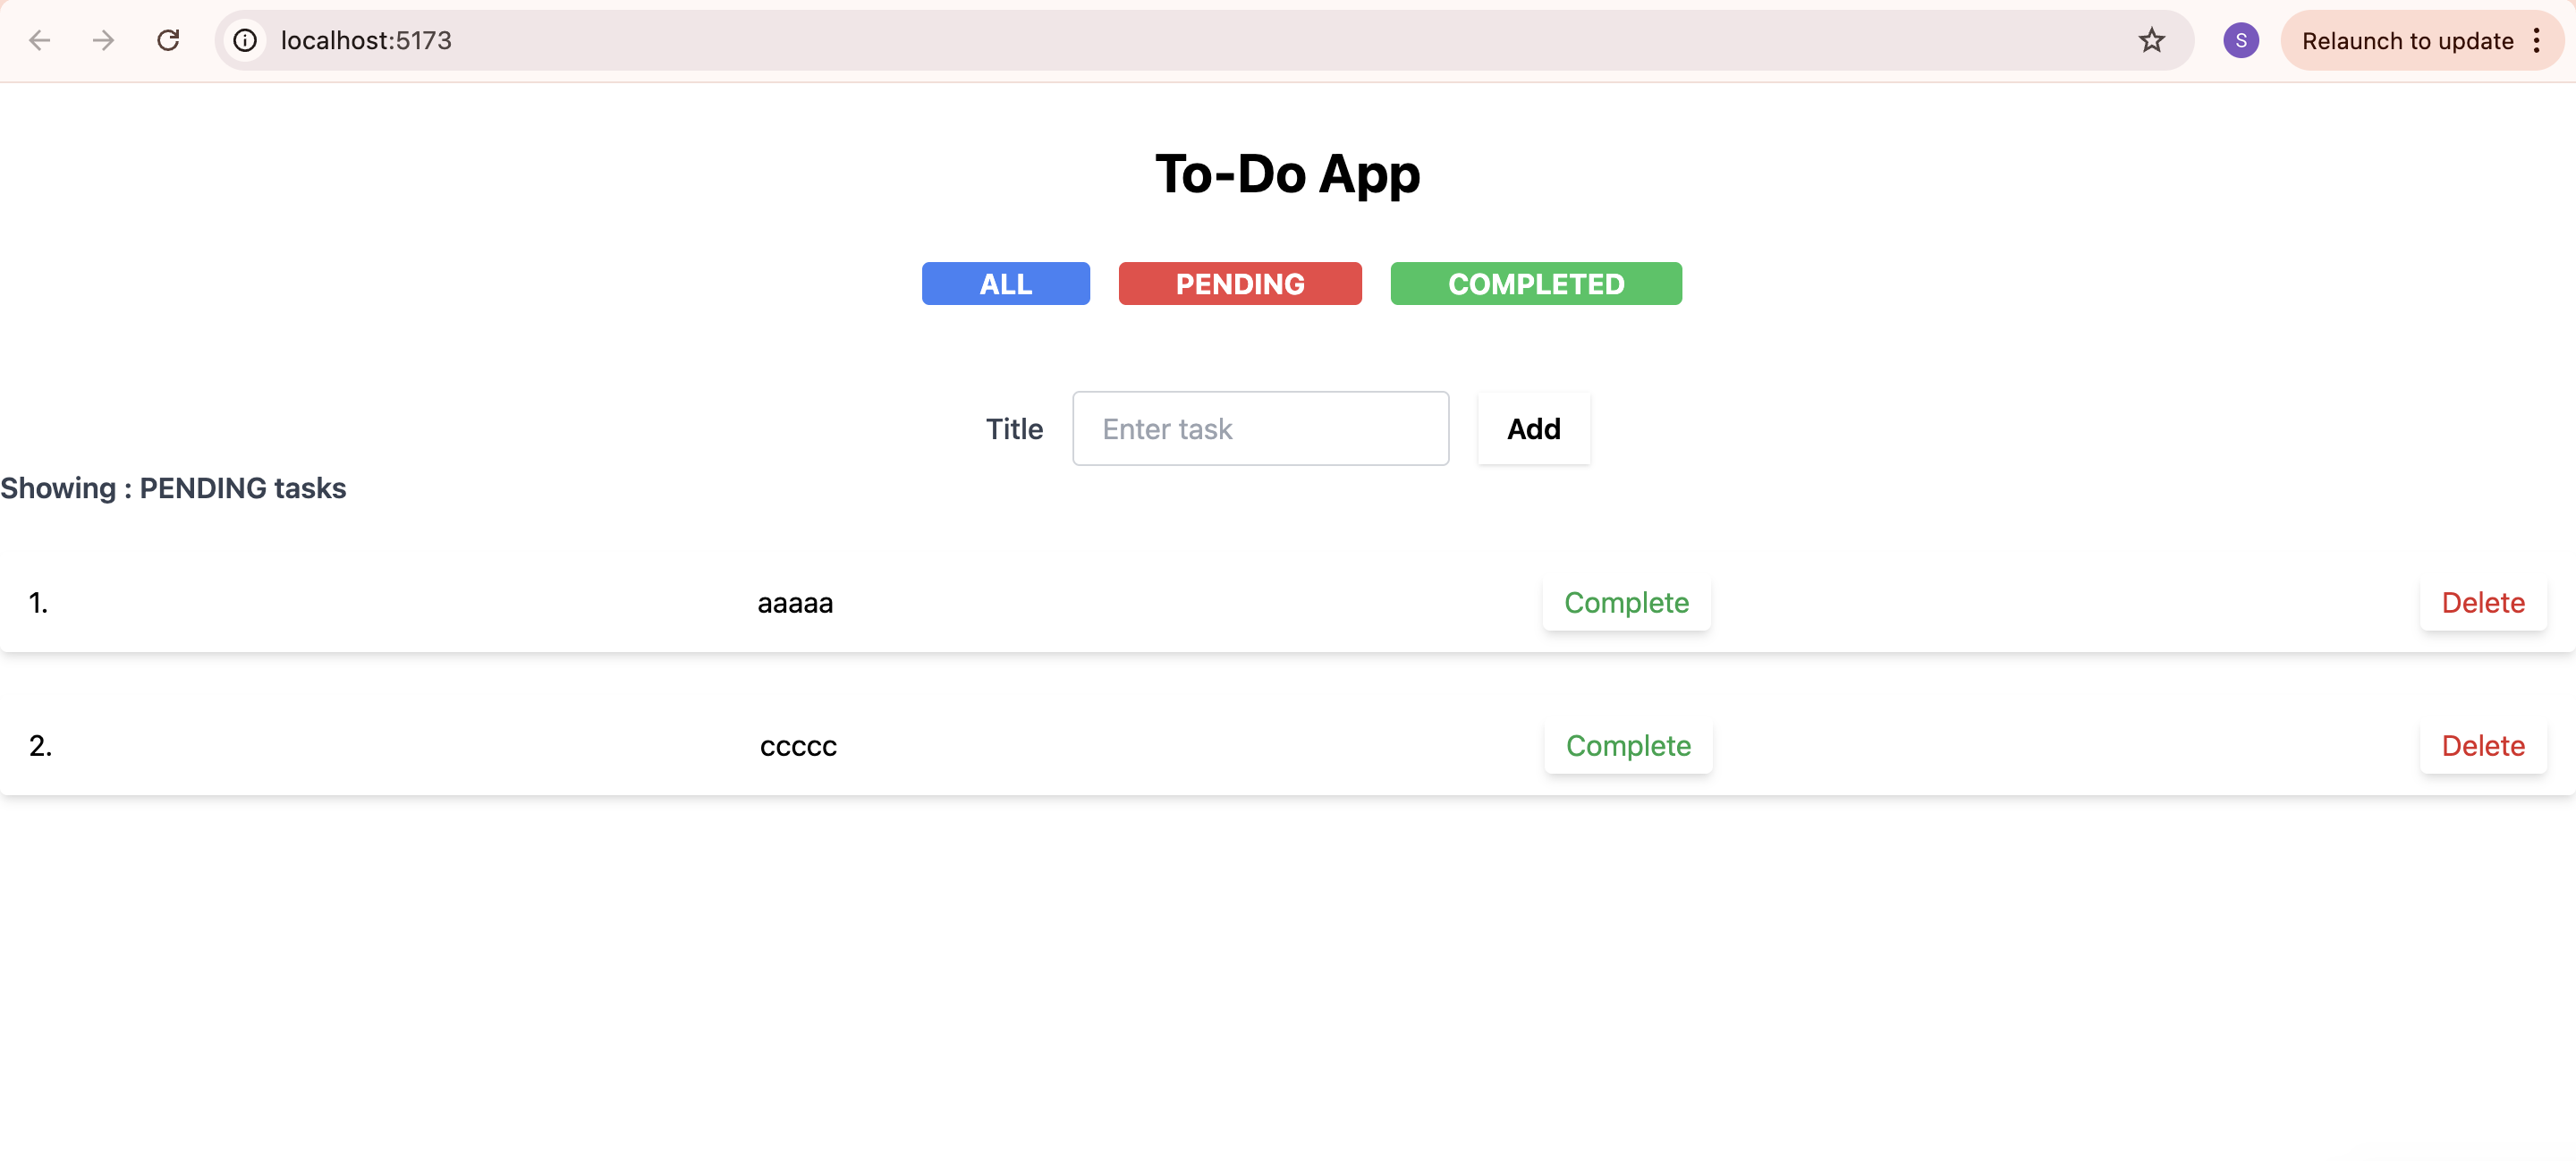 localhost:5173
S
Relaunch to update
To-Do App
ALL PENDING COMPLETED
Title Enter task Add
Showing : PENDING tasks
1. aaaaa Complete Delete
2. ccccc Complete Delete